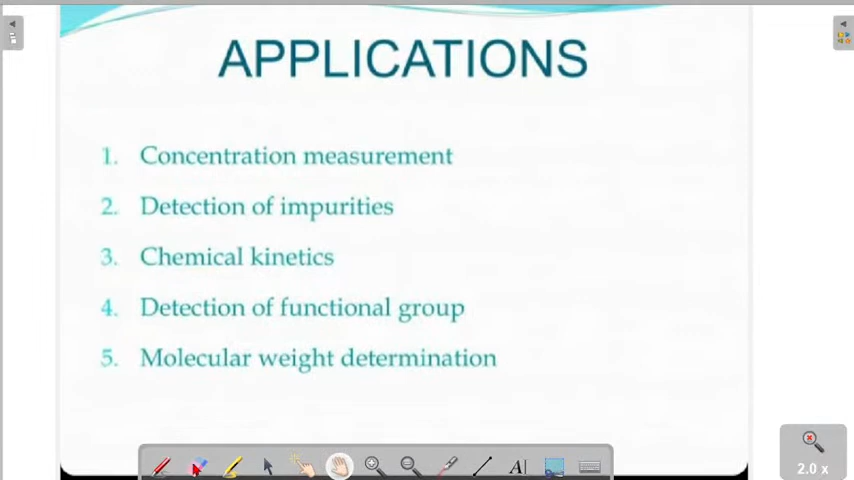 APPLICATIONS
1. Concentration measurement
2. Detection of impurities
3. Chemical kinetics
4. Detection of functional group
5. Molecular weight determination
A|
2.0 x